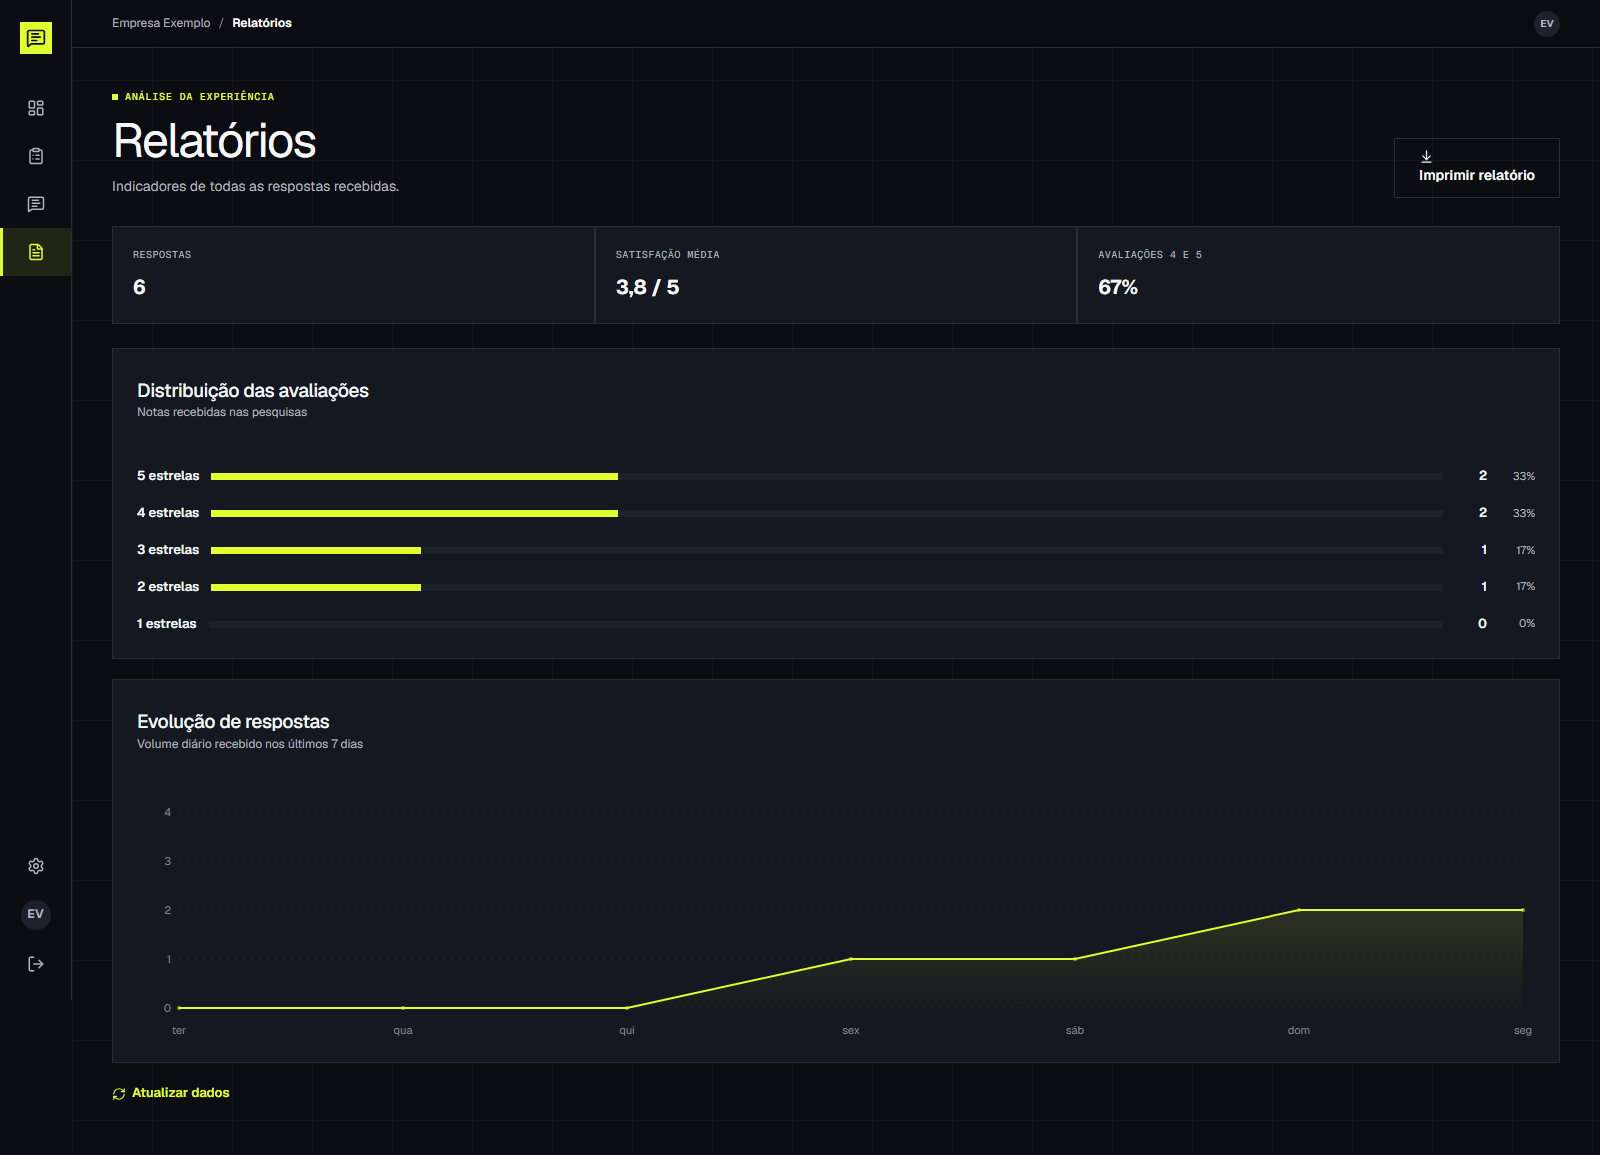 Empresa Exemplo / Relatórios
EV
ANÁLISE DA EXPERIÊNCIA
Relatórios
Indicadores de todas as respostas recebidas.
Imprimir relatório
RESPOSTAS
6
SATISFAÇÃO MÉDIA
3,8 / 5
AVALIAÇÕES 4 E 5
67%
Distribuição das avaliações
Notas recebidas nas pesquisas
5 estrelas 2 33%
4 estrelas 2 33%
3 estrelas 1 17%
2 estrelas 1 17%
1 estrelas 0 0%
Evolução de respostas
Volume diário recebido nos últimos 7 dias
4
3
2
1
0
ter qua qui sex sáb dom seg
EV
Atualizar dados